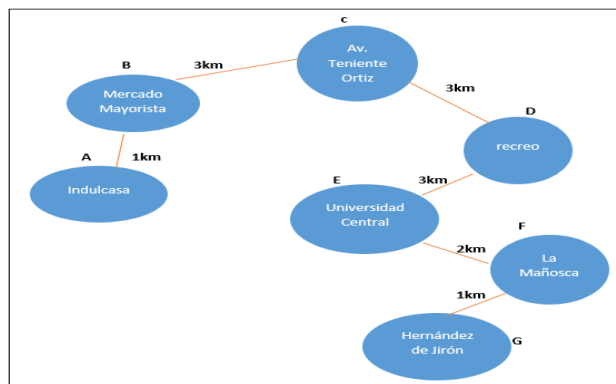 c
Av.
Teniente
Ortiz
B
3km
Mercado
Mayorista
3km
D
recreo
A
1km
Indulcasa
E
3km
Universidad
Central
F
2km
La
Mañosca
1km
Hernández
de Jirón
G